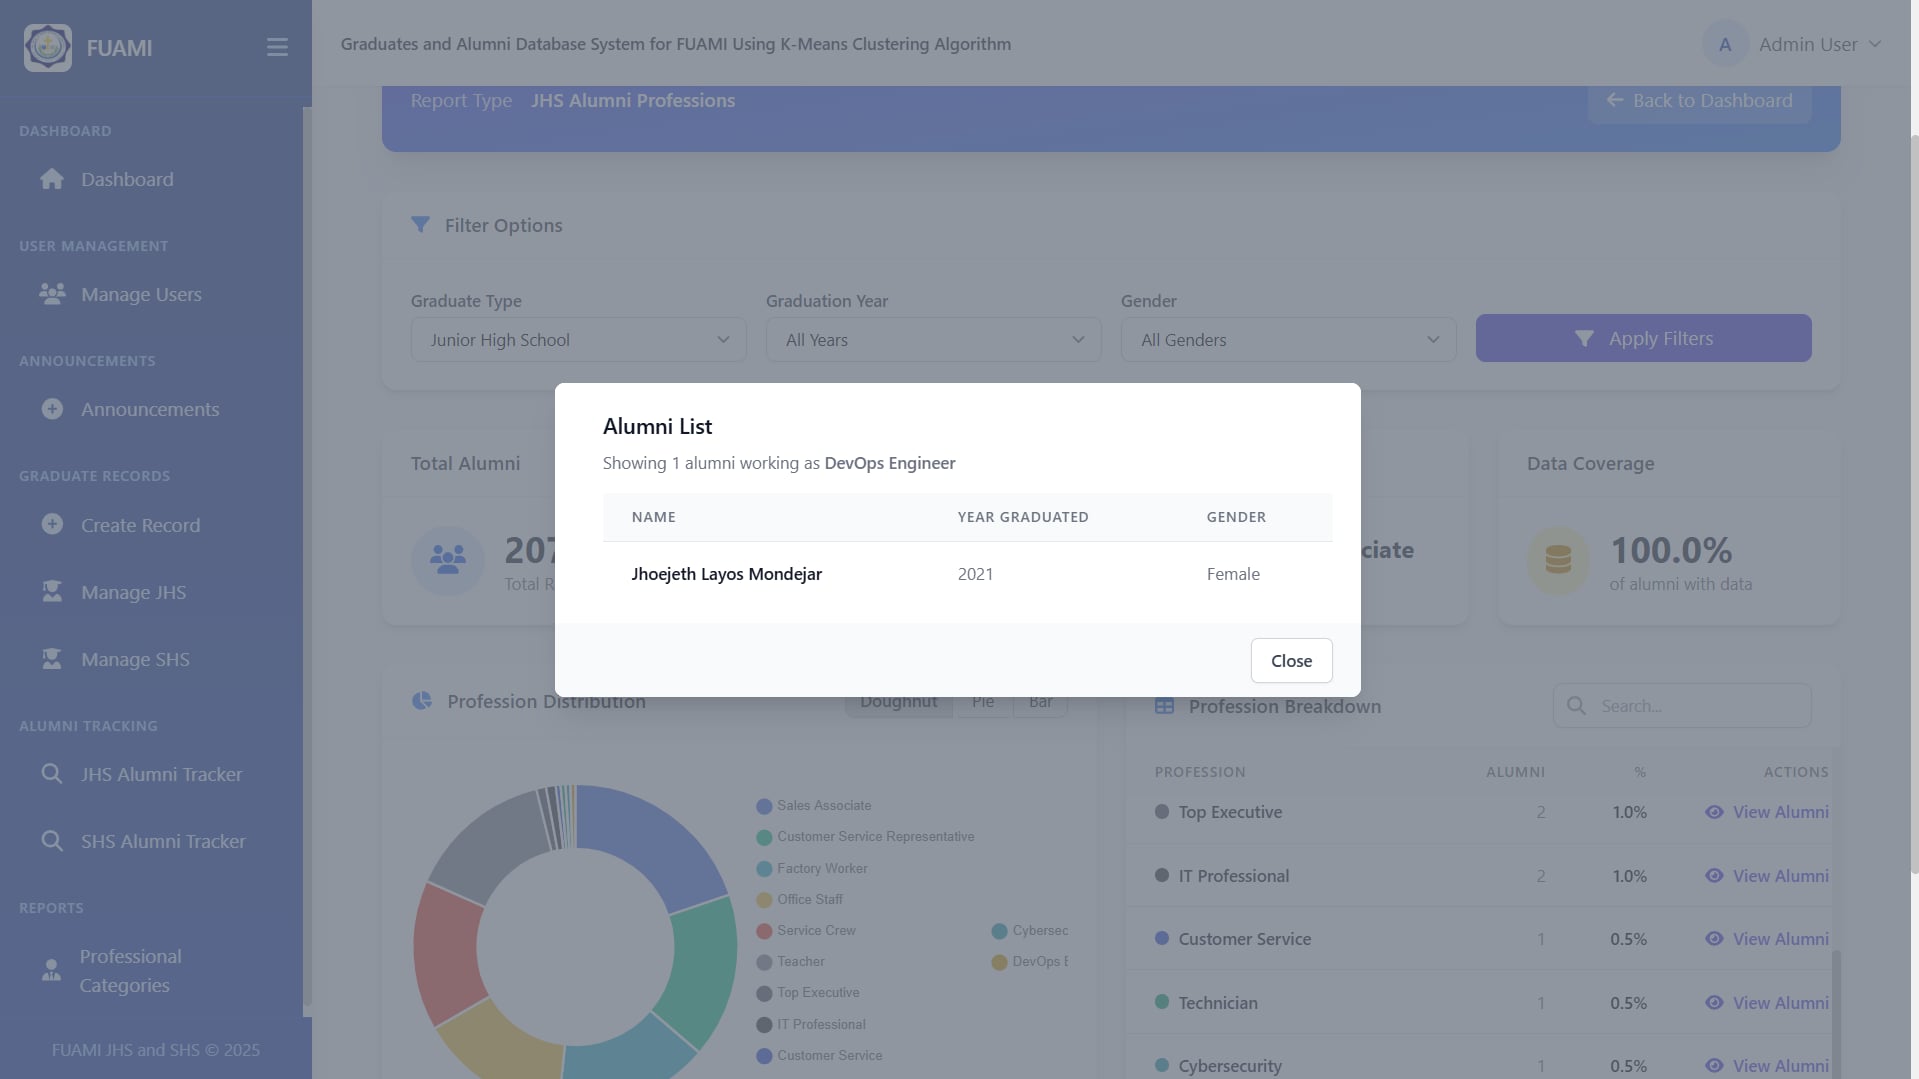 FUAMI
Graduates and Alumni Database System for FUAMI Using K-Means Clustering Algorithm
A
Admin User
DASHBOARD
Dashboard
USER MANAGEMENT
Manage Users
ANNOUNCEMENTS
Announcements
GRADUATE RECORDS
Create Record
Manage JHS
Manage SHS
ALUMNI TRACKING
JHS Alumni Tracker
SHS Alumni Tracker
REPORTS
Professional
Categories
FUAMI JHS and SHS © 2025
Report Type JHS Alumni Professions
Back to Dashboard
Filter Options
Graduate Type
Graduation Year
Gender
Junior High School
All Years
All Genders
Apply Filters
Total Alumni
207
Total R
ciate
Data Coverage
100.0%
of alumni with data
Alumni List
Showing 1 alumni working as DevOps Engineer
NAME YEAR GRADUATED GENDER
Jhoejeth Layos Mondejar 2021 Female
Close
Profession Distribution
Doughnut
Pie
Bar
Sales Associate
Customer Service Representative
Factory Worker
Office Staff
Service Crew
Teacher
Top Executive
IT Professional
Customer Service
Cybersec
DevOps E
Profession Breakdown
Search...
PROFESSION ALUMNI % ACTIONS
Top Executive 2 1.0% View Alumni
IT Professional 2 1.0% View Alumni
Customer Service 1 0.5% View Alumni
Technician 1 0.5% View Alumni
Cybersecurity 1 0.5% View Alumni